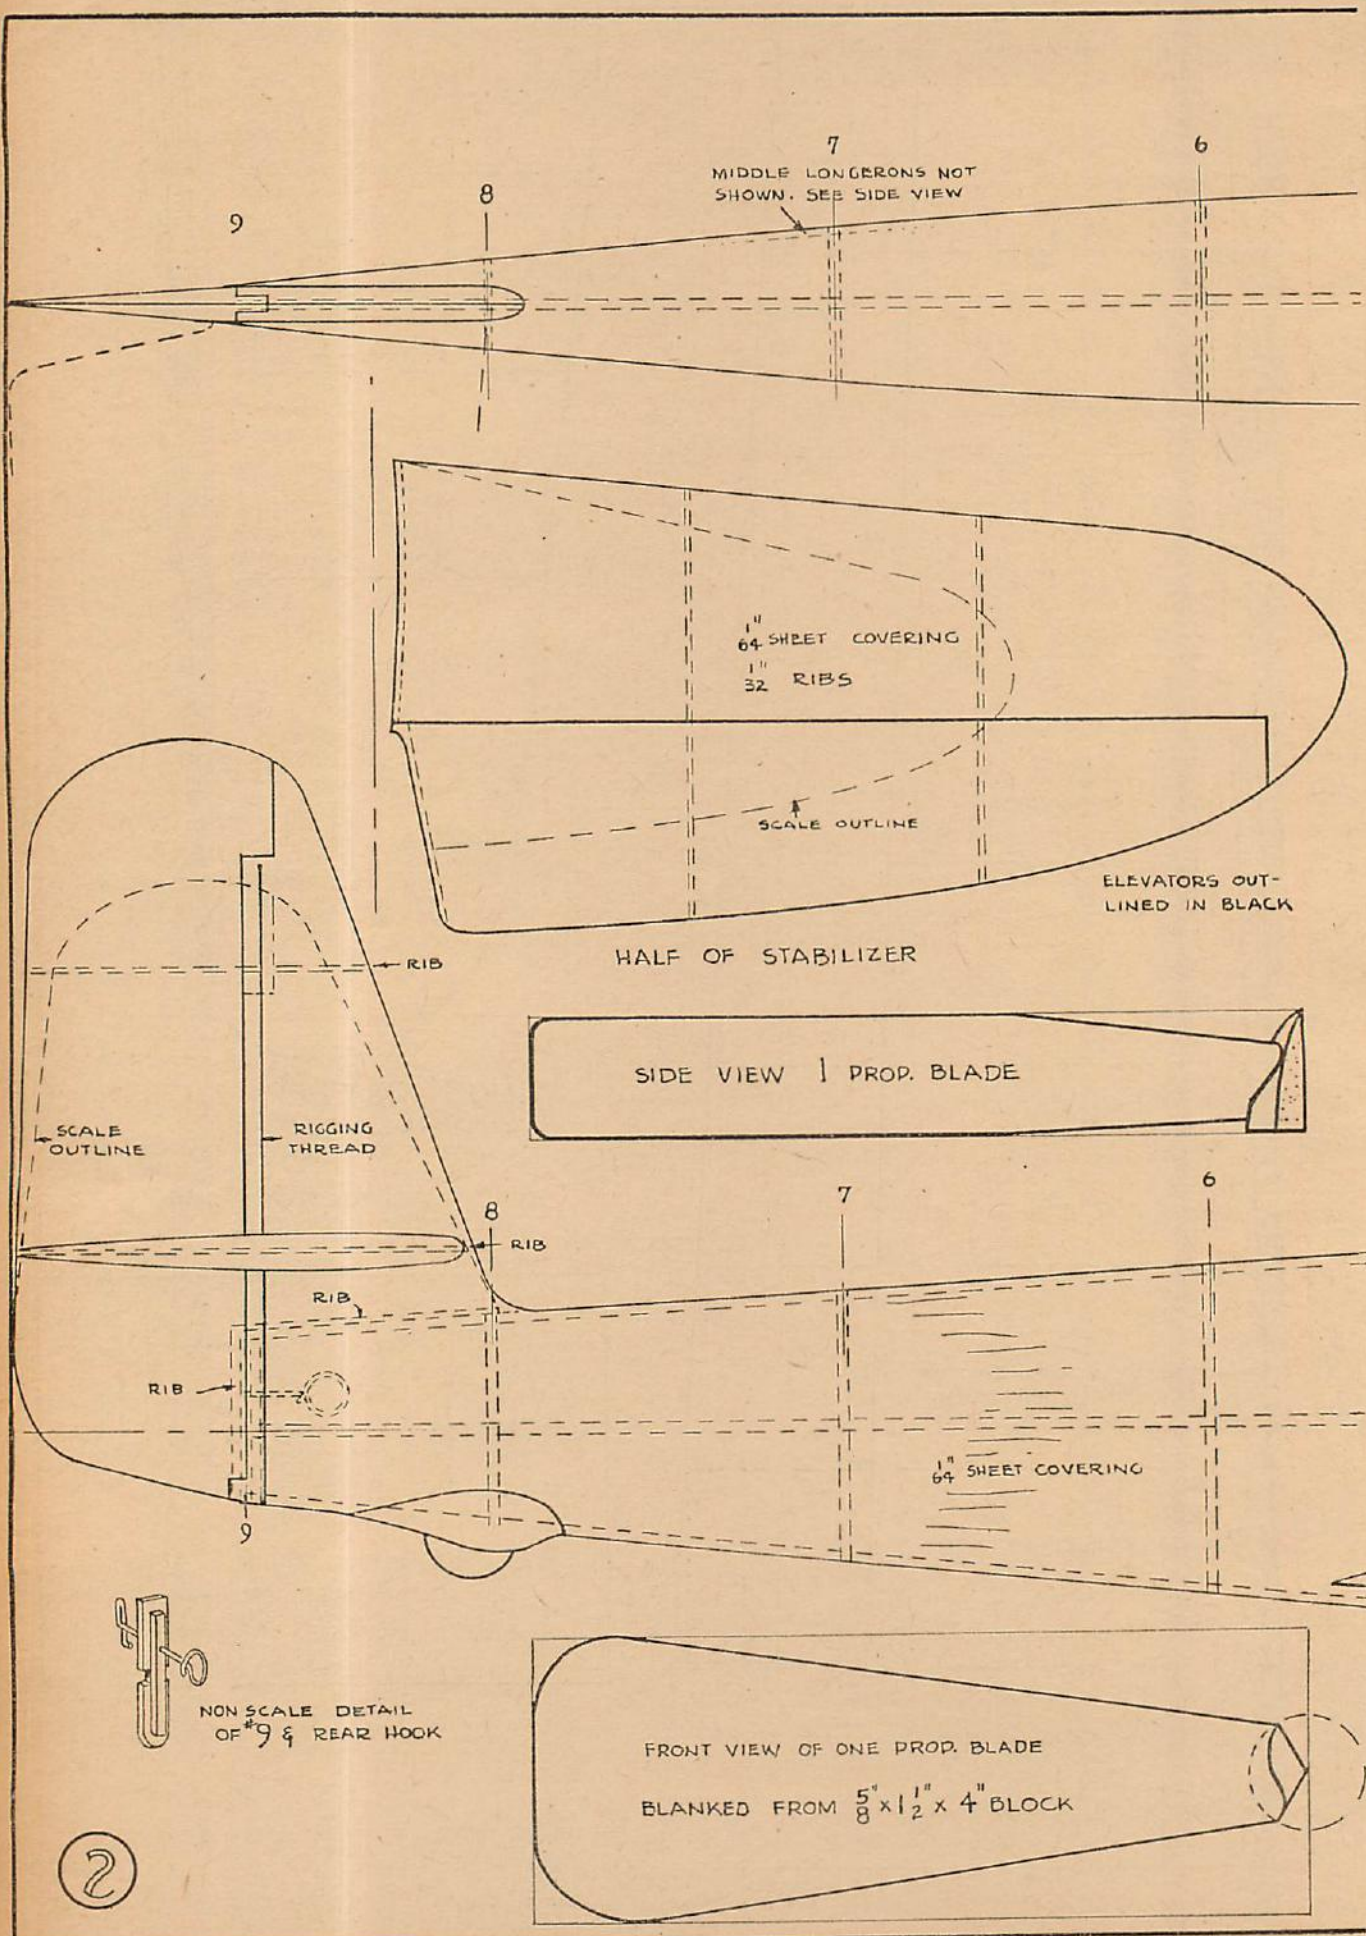 7
6
MIDDLE LONGERONS NOT
SHOWN. SEE SIDE VIEW
8
9
1/64" SHEET COVERING
1/32" RIBS
SCALE OUTLINE
ELEVATORS OUT-
LINED IN BLACK
HALF OF STABILIZER
RIB
SIDE VIEW 1 PROP. BLADE
SCALE
OUTLINE
RIGGING
THREAD
8
7
6
RIB
RIB
RIB
1/64" SHEET COVERING
9
NON SCALE DETAIL
OF #9 & REAR HOOK
FRONT VIEW OF ONE PROP. BLADE
BLANKED FROM 5/8" x 1 1/2" x 4" BLOCK
2